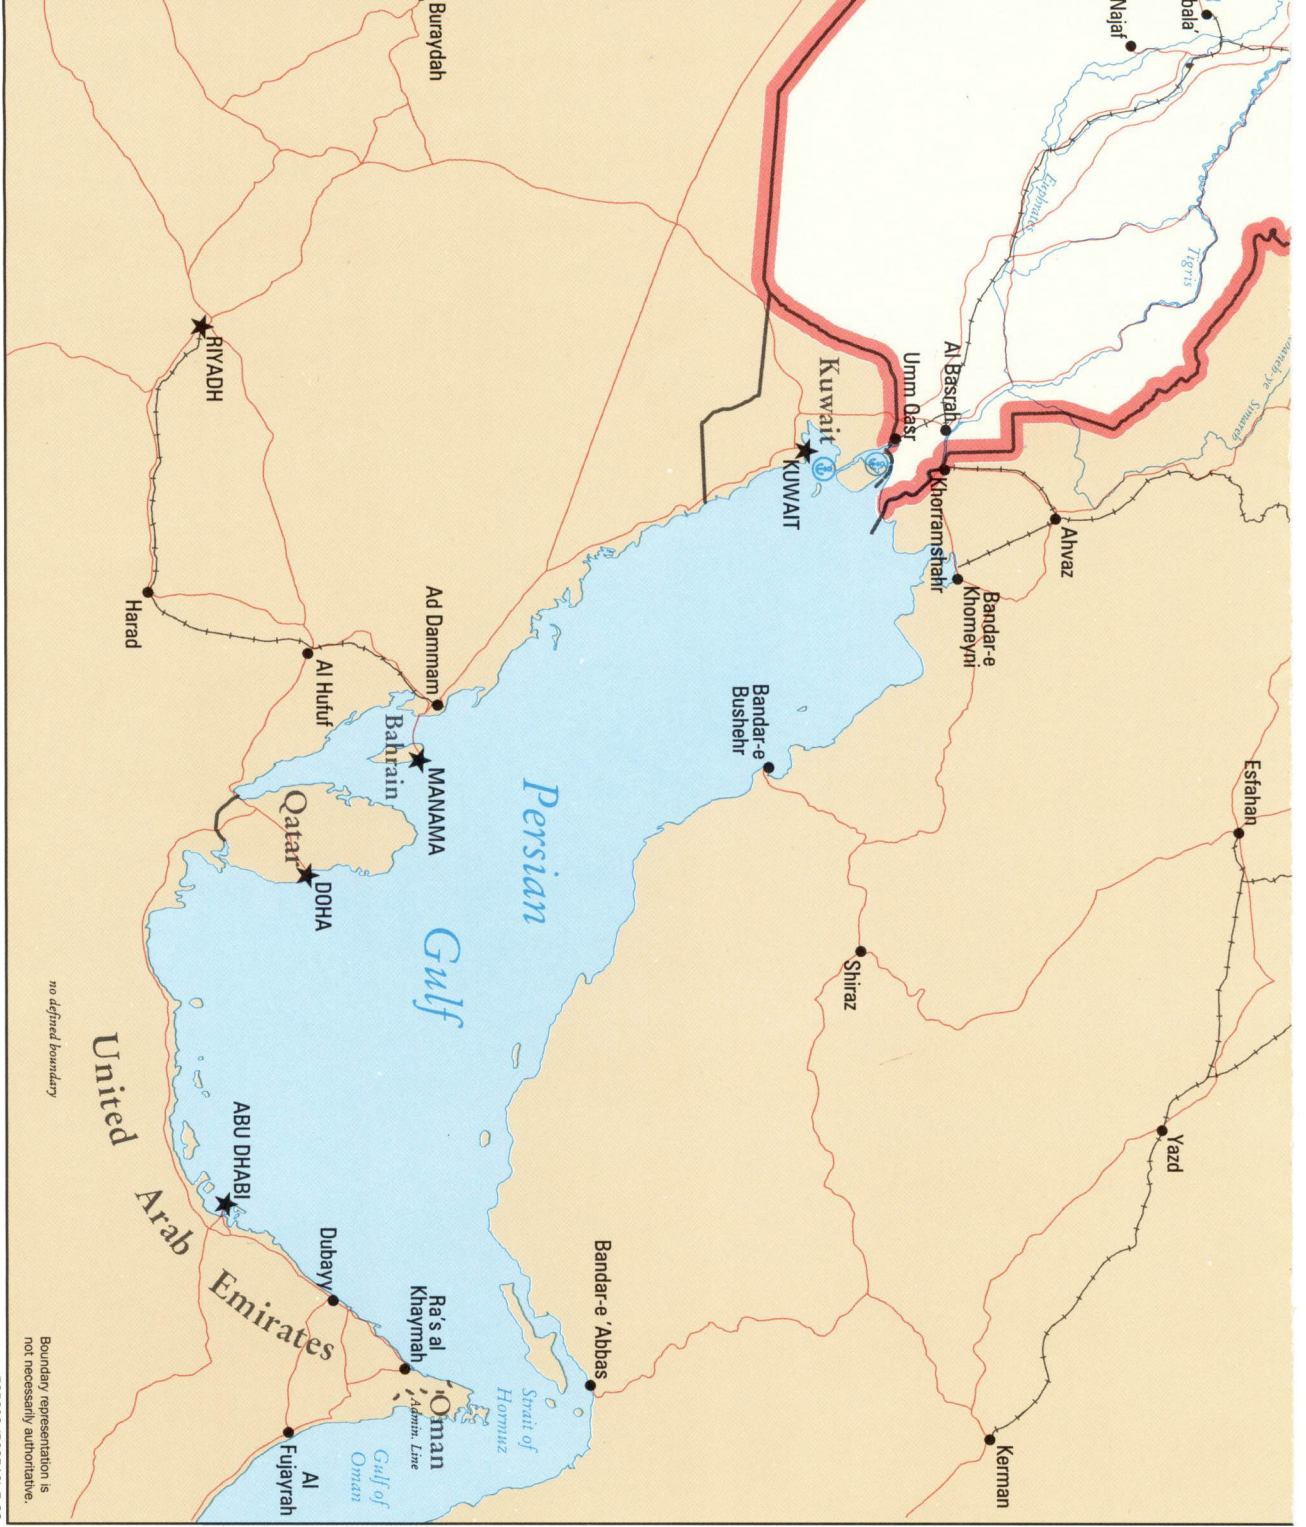 bala'
Najaf
Tigris
Simareh
Esfahan
Yazd
Euphrates
Al Basrah
Umm Qasr
Khorramshahr
Ahvaz
Bandar-e
Khomeyni
Kerman
Shiraz
Kuwait
KUWAIT
Bandar-e
Bushehr
Bandar-e 'Abbas
Persian
Gulf
Strait of
Hormuz
Buraydah
Ad Dammam
MANAMA
Bahrain
Ra's al
Khaymah
Oman
Admin. Line
Gulf of
Oman
Al Hufuf
Qatar
DOHA
Dubayy
Al
Fujayrah
RIYADH
ABU DHABI
Harad
United
Arab
Emirates
no defined boundary
Boundary representation is
not necessarily authoritative.